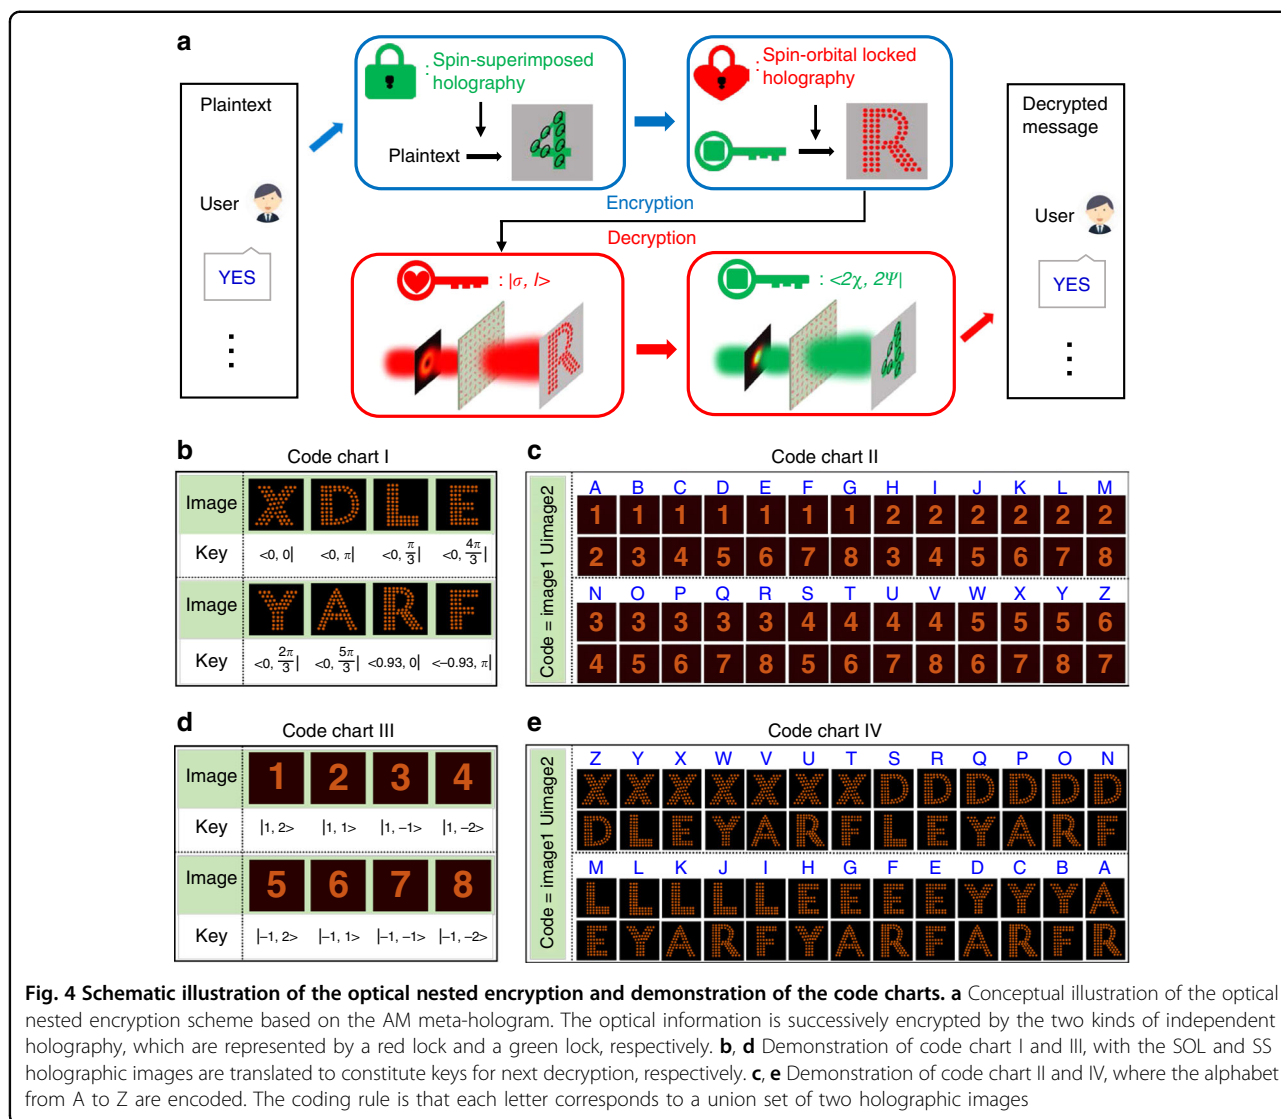 a
Plaintext
User
YES
: Spin-superimposed
holography
Plaintext
4
: Spin-orbital locked
holography
R
Encryption
Decryption
: |σ, l>
R
: <2χ, 2Ψ|
4
Decrypted
message
User
YES
b
Code chart I
Image X D L E
Key <0, 0| <0, π| <0, π/3| <0, 4π/3|
Image Y A R F
Key <0, 2π/3| <0, 5π/3| <0.93, 0| <−0.93, π|
c
Code chart II
Code = image1 Uimage2
A B C D E F G H I J K L M
1 1 1 1 1 1 1 2 2 2 2 2 2
2 3 4 5 6 7 8 3 4 5 6 7 8
N O P Q R S T U V W X Y Z
3 3 3 3 3 4 4 4 4 5 5 5 6
4 5 6 7 8 5 6 7 8 6 7 8 7
d
Code chart III
Image 1 2 3 4
Key |1, 2> |1, 1> |1, −1> |1, −2>
Image 5 6 7 8
Key |−1, 2> |−1, 1> |−1, −1> |−1, −2>
e
Code chart IV
Code = image1 Uimage2
Z Y X W V U T S R Q P O N
X X X X X X X D D D D D D
D L E Y A R F L E Y A R F
M L K J I H G F E D C B A
L L L L L E E E E Y Y Y A
E Y A R F Y A R F A R F R
Fig. 4 Schematic illustration of the optical nested encryption and demonstration of the code charts. a Conceptual illustration of the optical
nested encryption scheme based on the AM meta-hologram. The optical information is successively encrypted by the two kinds of independent
holography, which are represented by a red lock and a green lock, respectively. b, d Demonstration of code chart I and III, with the SOL and SS
holographic images are translated to constitute keys for next decryption, respectively. c, e Demonstration of code chart II and IV, where the alphabet
from A to Z are encoded. The coding rule is that each letter corresponds to a union set of two holographic images